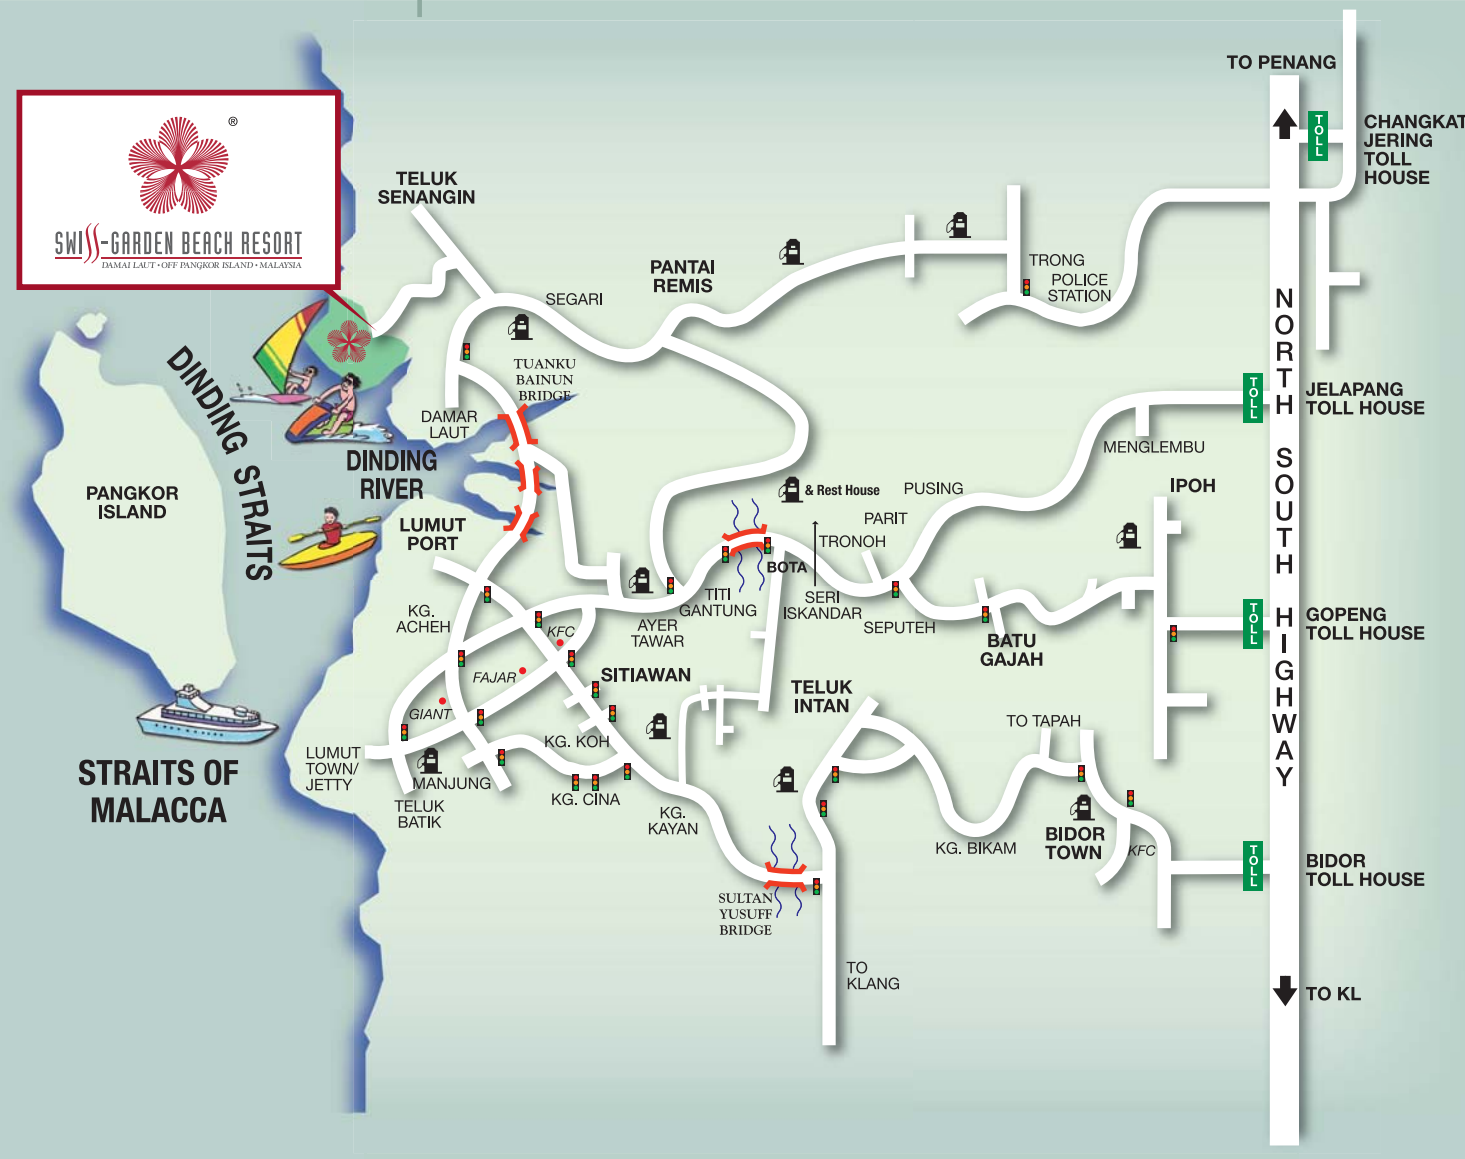 TO PENANG
TOLL
CHANGKAT
JERING
TOLL
HOUSE
®
SWISS-GARDEN BEACH RESORT
DAMAI LAUT • OFF PANGKOR ISLAND • MALAYSIA
TELUK
SENANGIN
PANTAI
REMIS
SEGARI
TRONG
POLICE
STATION
TUANKU
BAINUN
BRIDGE
DINDING STRAITS
DAMAR
LAUT
DINDING
RIVER
PANGKOR
ISLAND
LUMUT
PORT
NORTH SOUTH HIGHWAY
TOLL
JELAPANG
TOLL HOUSE
MENGLEMBU
IPOH
& Rest House
PUSING
PARIT
TRONOH
BOTA
SERI
ISKANDAR
SEPUTEH
BATU
GAJAH
TOLL
GOPENG
TOLL HOUSE
TITI
GANTUNG
AYER
TAWAR
KG.
ACHEH
KFC
FAJAR
GIANT
SITIAWAN
KG. KOH
LUMUT
TOWN/
JETTY
MANJUNG
TELUK
BATIK
KG. CINA
KG.
KAYAN
STRAITS OF
MALACCA
TELUK
INTAN
TO TAPAH
KG. BIKAM
BIDOR
TOWN
KFC
TOLL
BIDOR
TOLL HOUSE
SULTAN
YUSUFF
BRIDGE
TO
KLANG
TO KL